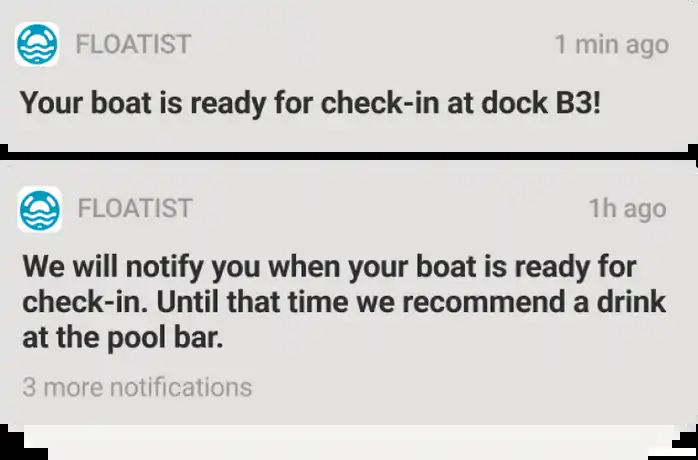 FLOATIST 1 min ago
Your boat is ready for check-in at dock B3!
FLOATIST 1h ago
We will notify you when your boat is ready for
check-in. Until that time we recommend a drink
at the pool bar.
3 more notifications